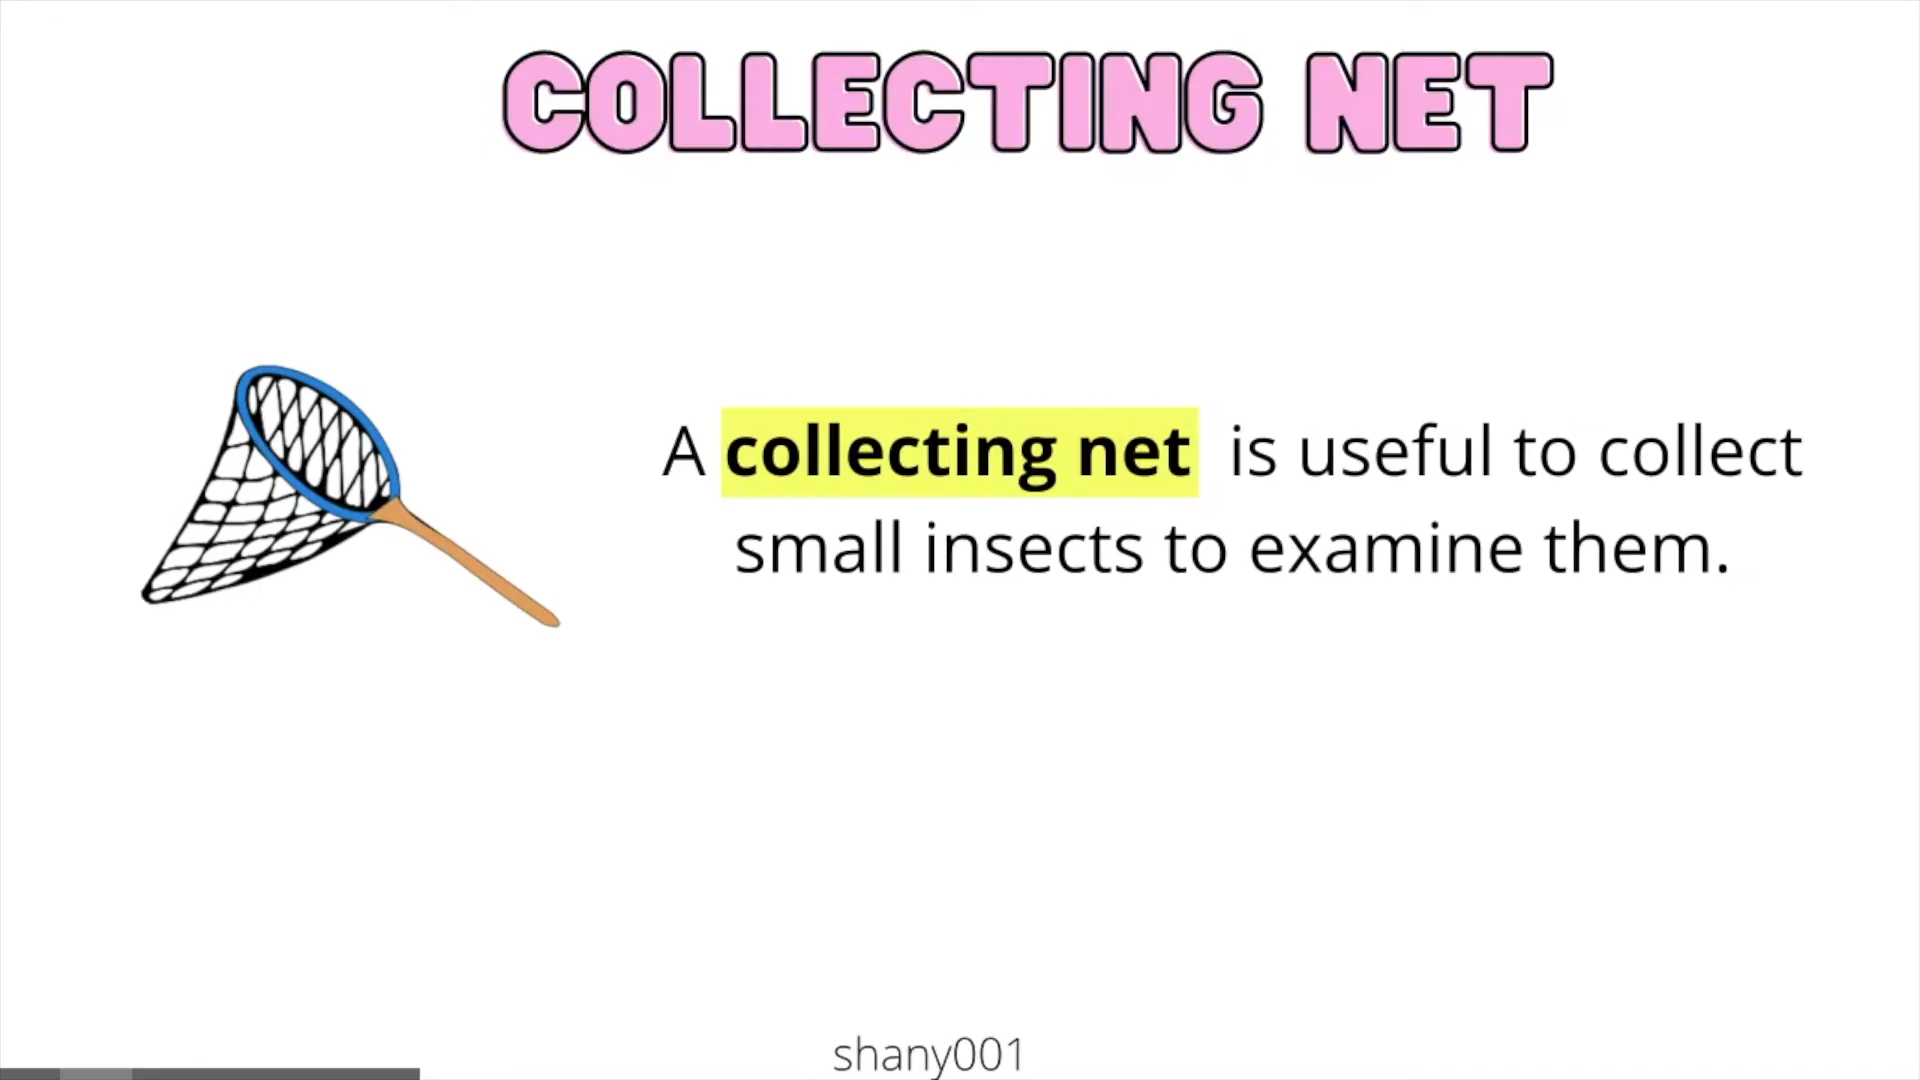 COLLECTING NET
A collecting net is useful to collect
small insects to examine them.
shany001